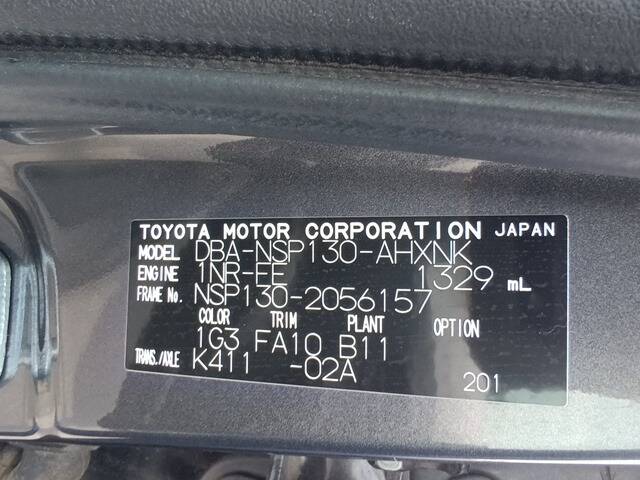 TOYOTA MOTOR CORPORATION JAPAN
MODEL DBA-NSP130-AHXNK
ENGINE 1NR-FE 1329 mL
FRAME No. NSP130-2056157
COLOR TRIM PLANT OPTION
1G3 FA10 B11
TRANS./AXLE K411 -02A
201